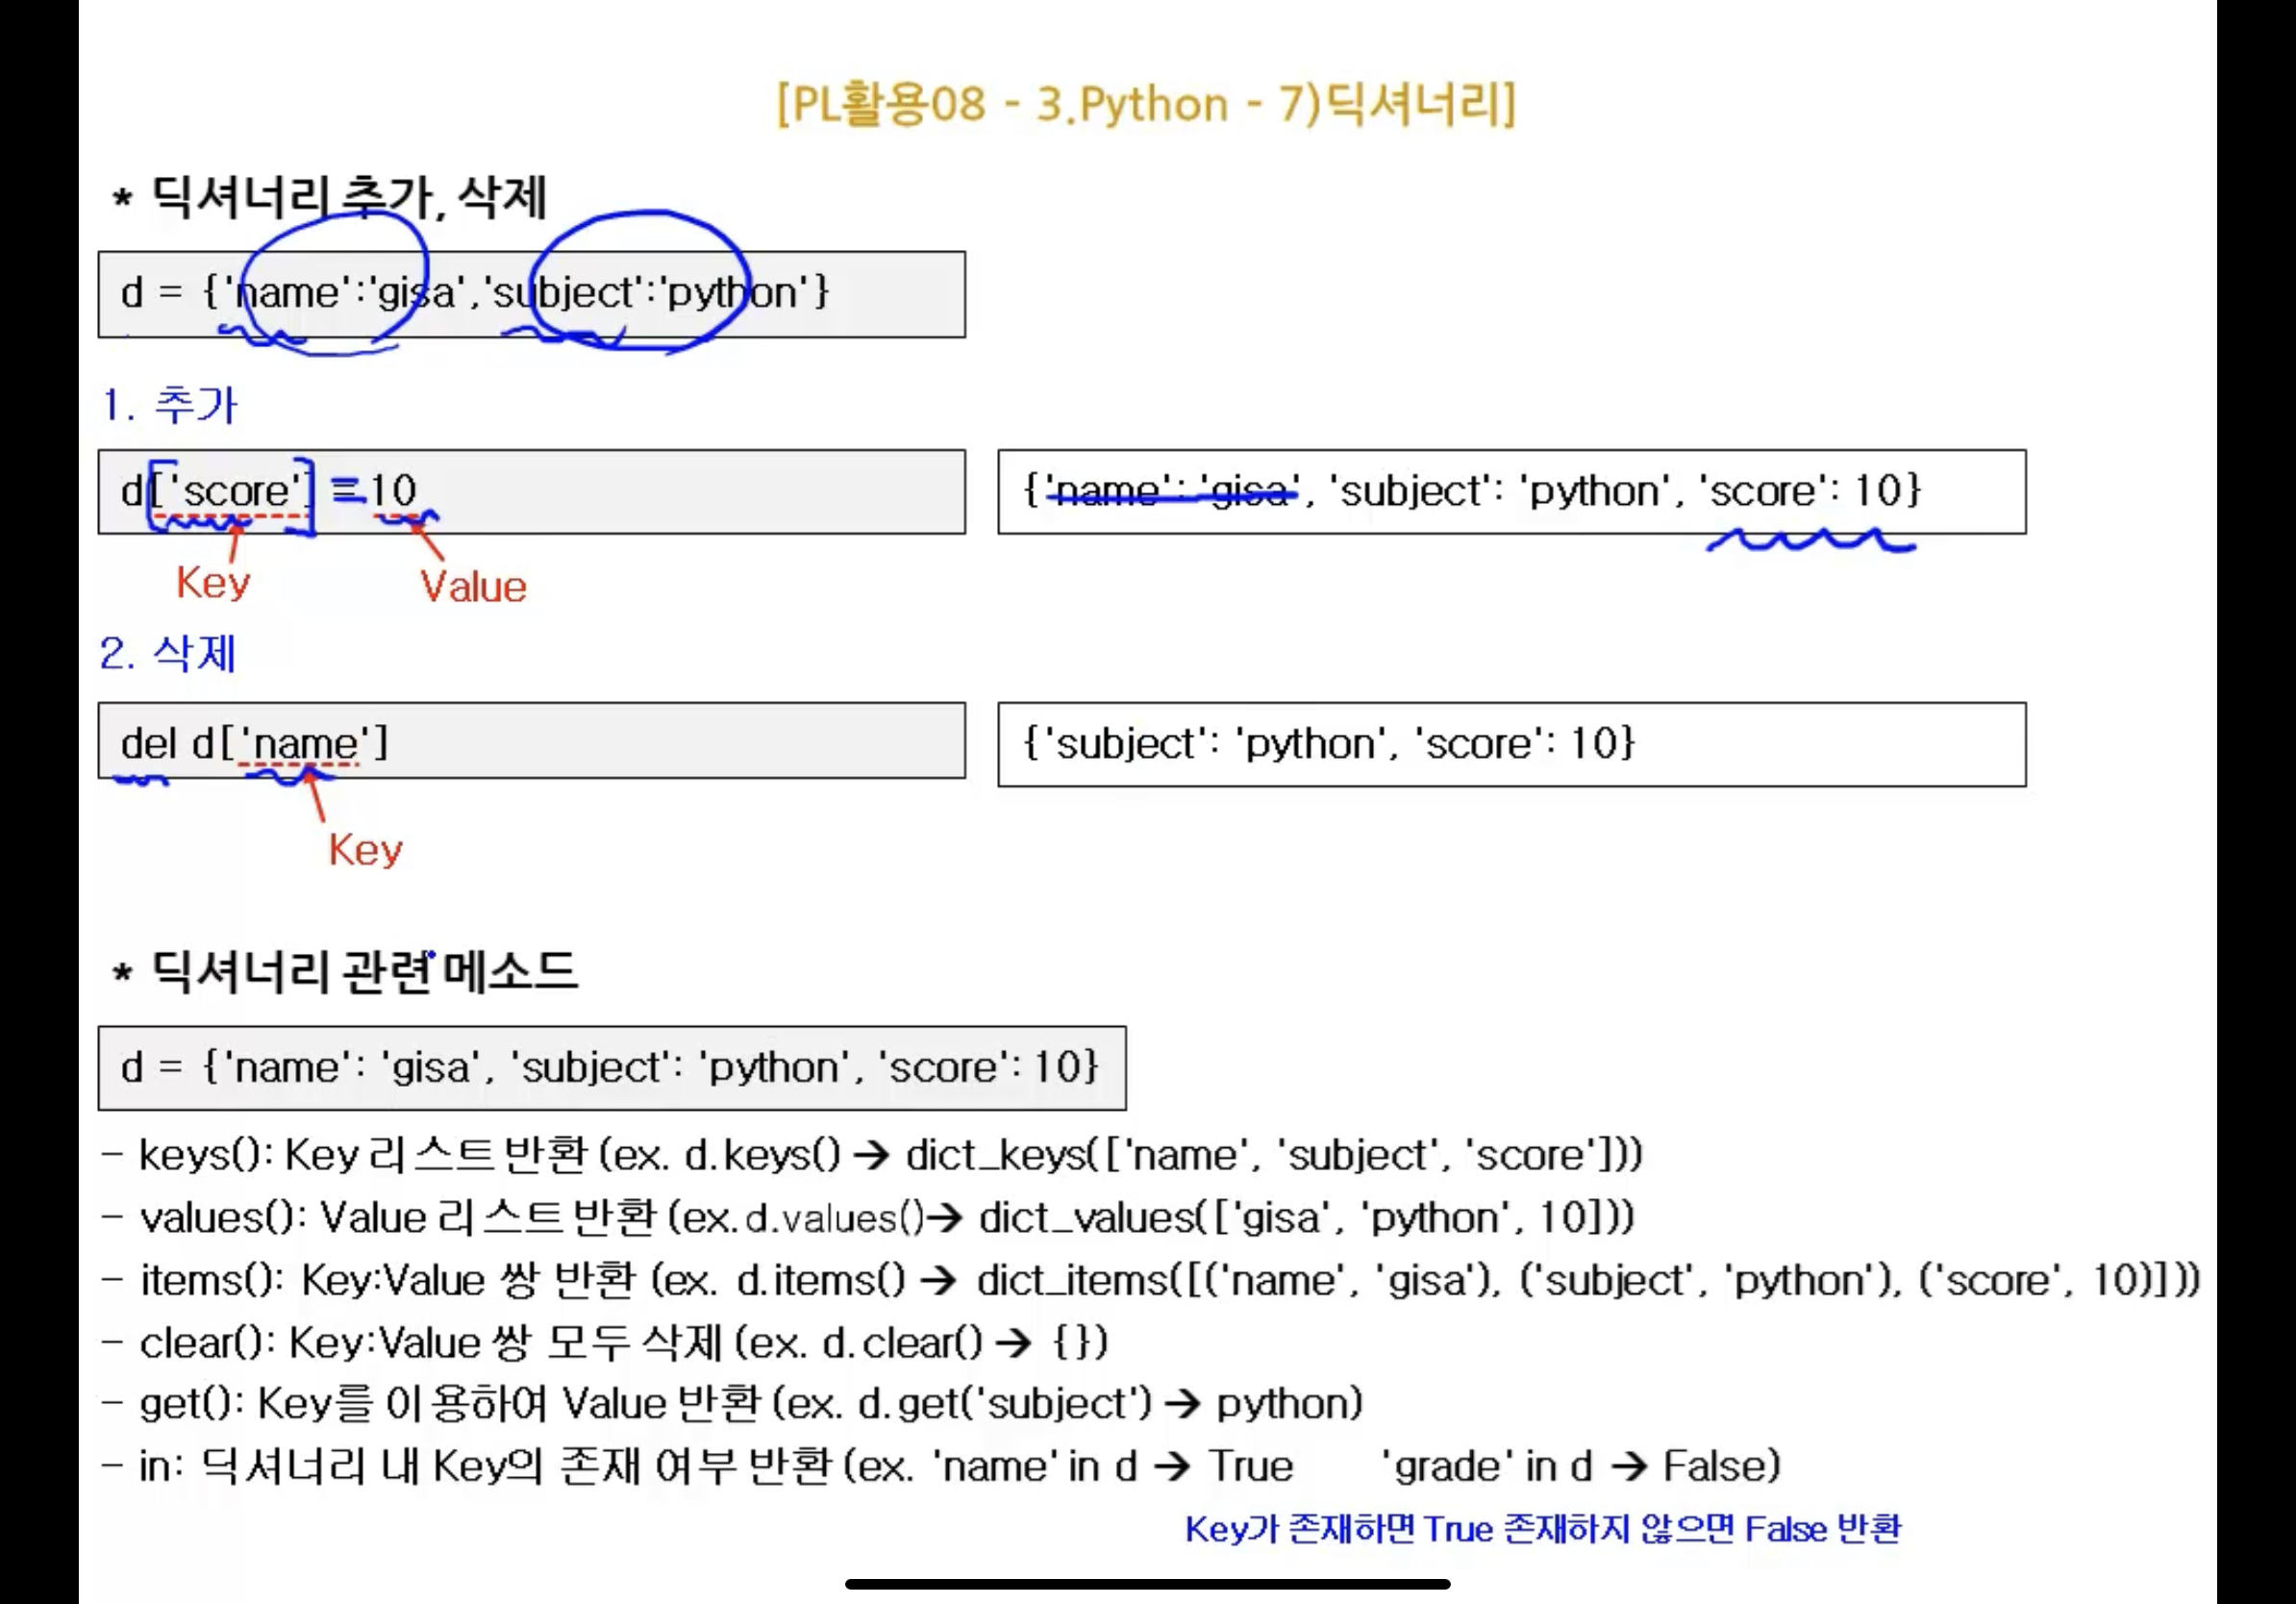 [PL활용08 - 3.Python - 7)딕셔너리]
* 딕셔너리 추가, 삭제
d = {'name':'gisa','subject':'python'}
1. 추가
d['score'] = 10
{'name': 'gisa', 'subject': 'python', 'score': 10}
Key
Value
2. 삭제
del d['name']
{'subject': 'python', 'score': 10}
Key
* 딕셔너리 관련 메소드
d = {'name': 'gisa', 'subject': 'python', 'score': 10}
- keys(): Key 리스트 반환 (ex. d.keys() → dict_keys(['name', 'subject', 'score']))
- values(): Value 리스트 반환 (ex. d.values()→ dict_values(['gisa', 'python', 10]))
- items(): Key:Value 쌍 반환 (ex. d.items() → dict_items([('name', 'gisa'), ('subject', 'python'), ('score', 10)]))
- clear(): Key:Value 쌍 모두 삭제 (ex. d.clear() → {})
- get(): Key를 이용하여 Value 반환 (ex. d.get('subject') → python)
- in: 딕셔너리 내 Key의 존재 여부 반환 (ex. 'name' in d → True 'grade' in d → False)
Key가 존재하면 True 존재하지 않으면 False 반환